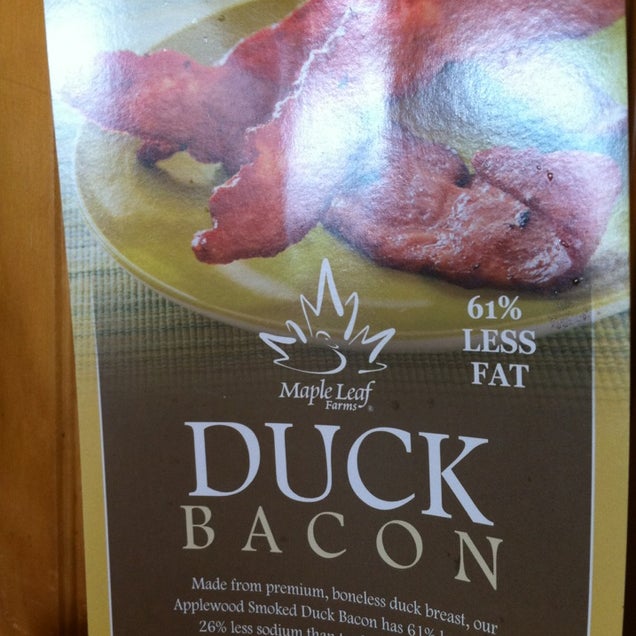 61%
LESS
FAT
Maple Leaf
Farms®
DUCK
BACON
Made from premium, boneless duck breast, our
Applewood Smoked Duck Bacon has 61%
26% less sodium than